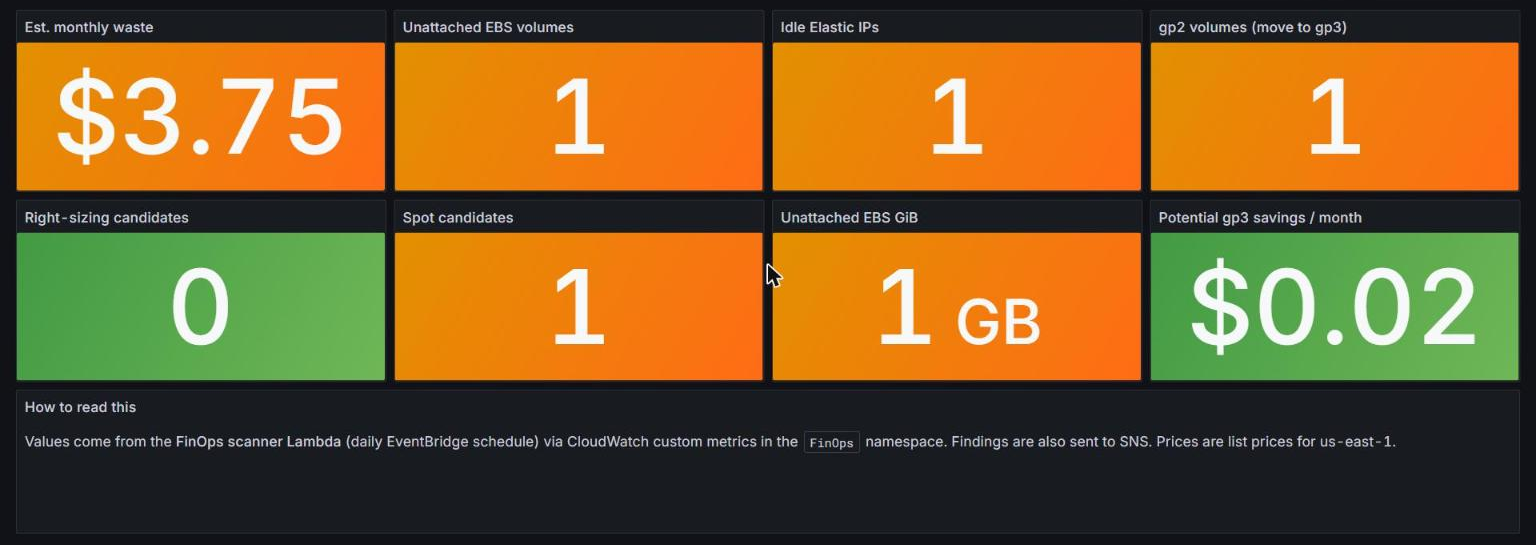 Est. monthly waste
$3.75
Unattached EBS volumes
1
Idle Elastic IPs
1
gp2 volumes (move to gp3)
1
Right-sizing candidates
0
Spot candidates
1
Unattached EBS GiB
1 GB
Potential gp3 savings / month
$0.02
How to read this
Values come from the FinOps scanner Lambda (daily EventBridge schedule) via CloudWatch custom metrics in the FinOps namespace. Findings are also sent to SNS. Prices are list prices for us-east-1.